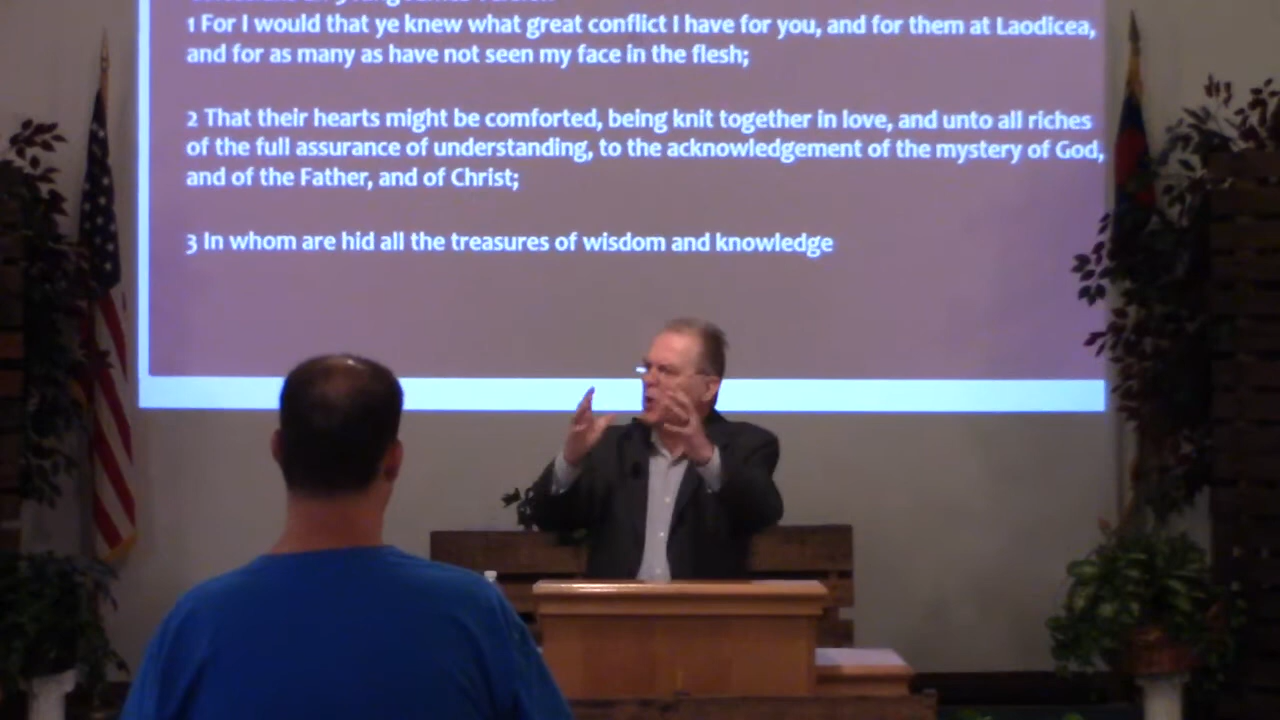 1 For I would that ye knew what great conflict I have for you, and for them at Laodicea,
and for as many as have not seen my face in the flesh;
2 That their hearts might be comforted, being knit together in love, and unto all riches
of the full assurance of understanding, to the acknowledgement of the mystery of God,
and of the Father, and of Christ;
3 In whom are hid all the treasures of wisdom and knowledge